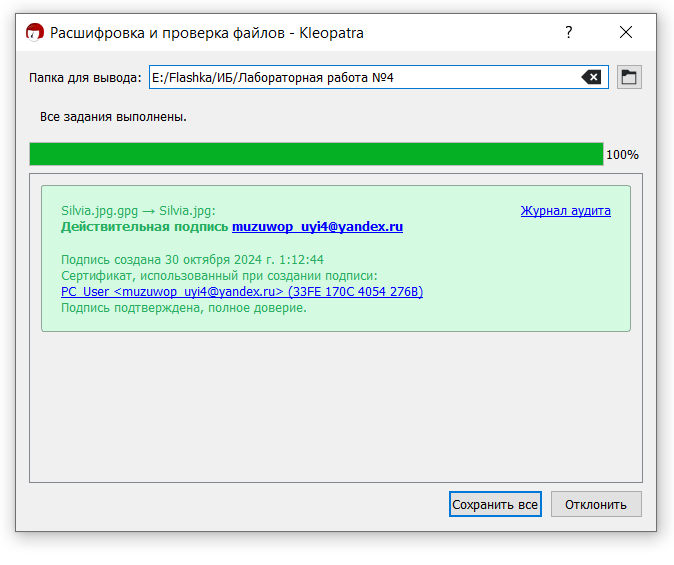 Расшифровка и проверка файлов - Kleopatra
?
Папка для вывода: E:/Flashka/ИБ/Лабораторная работа №4
Все задания выполнены.
100%
Silvia.jpg.gpg → Silvia.jpg: Журнал аудита
Действительная подпись muzuwop_uyi4@yandex.ru
Подпись создана 30 октября 2024 г. 1:12:44
Сертификат, использованный при создании подписи:
PC_User <muzuwop_uyi4@yandex.ru> (33FE 170C 4054 276B)
Подпись подтверждена, полное доверие.
Сохранить все Отклонить